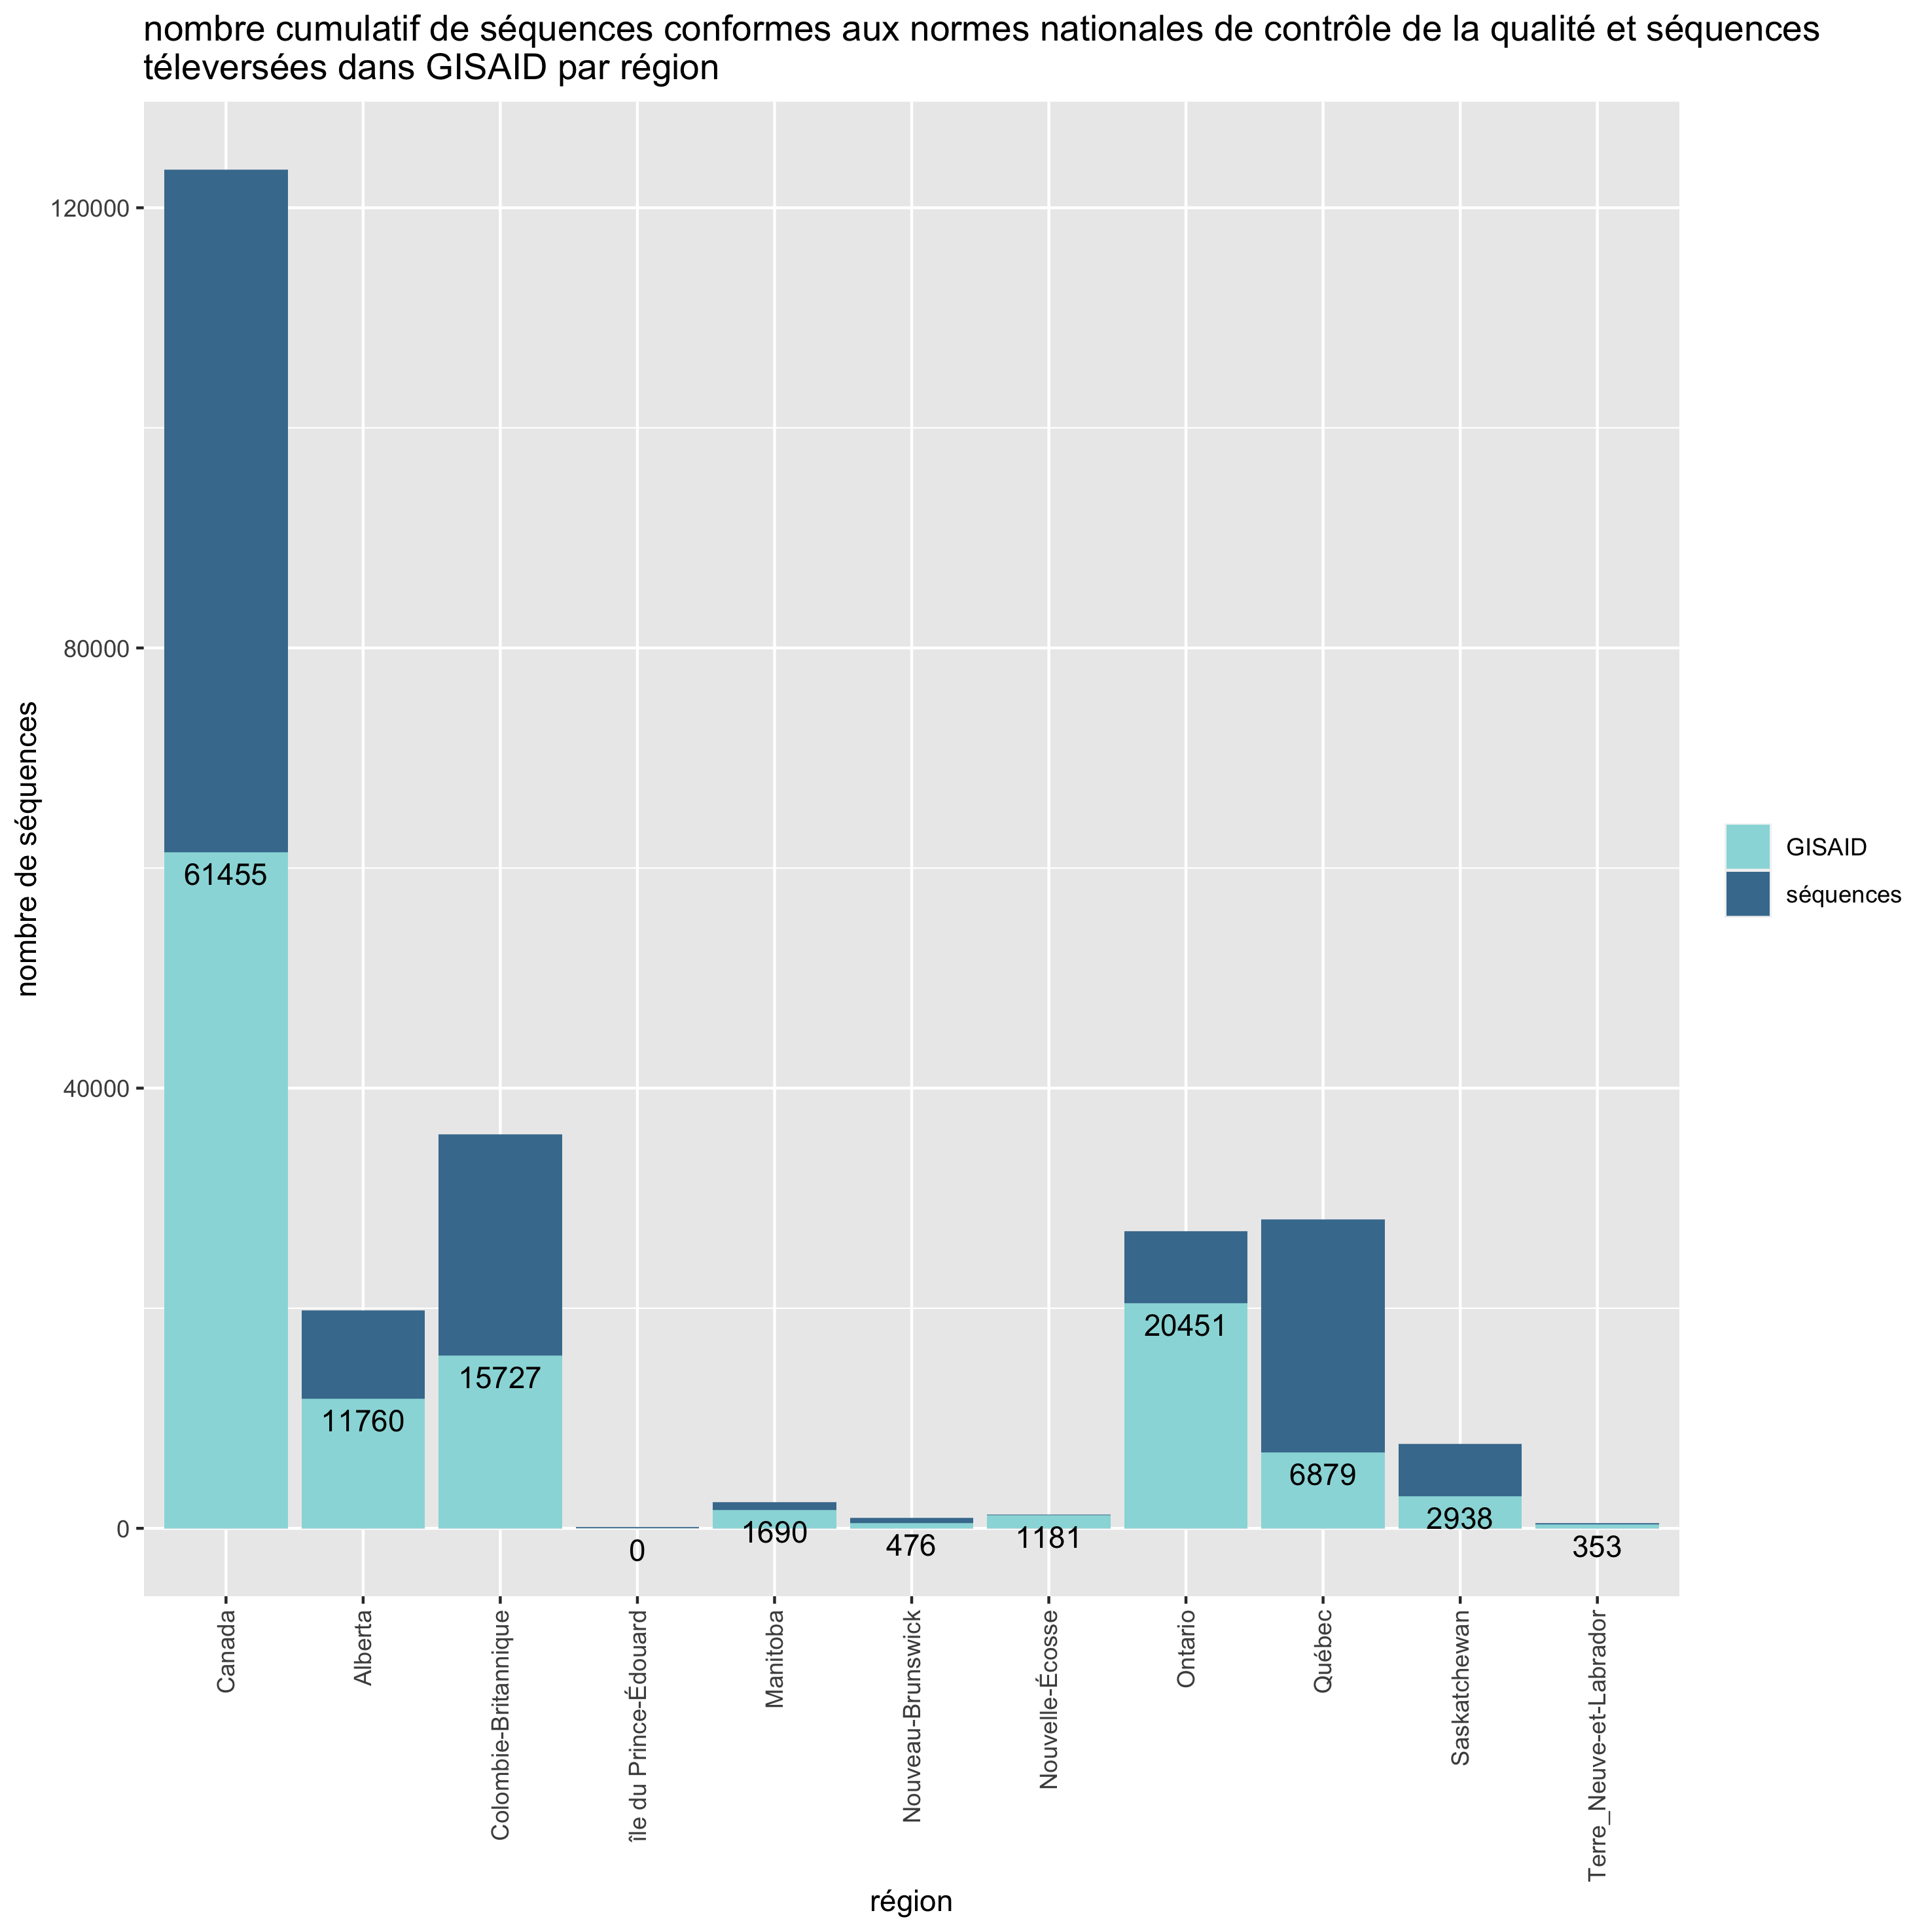 nombre cumulatif de séquences conformes aux normes nationales de contrôle de la qualité et séquences
téleversées dans GISAID par région
120000
80000
40000
0
nombre de séquences
61455
11760
15727
0
1690
476
1181
20451
6879
2938
353
GISAID
séquences
Canada
Alberta
Colombie-Britannique
île du Prince-Édouard
Manitoba
Nouveau-Brunswick
Nouvelle-Écosse
Ontario
Québec
Saskatchewan
Terre_Neuve-et-Labrador
région